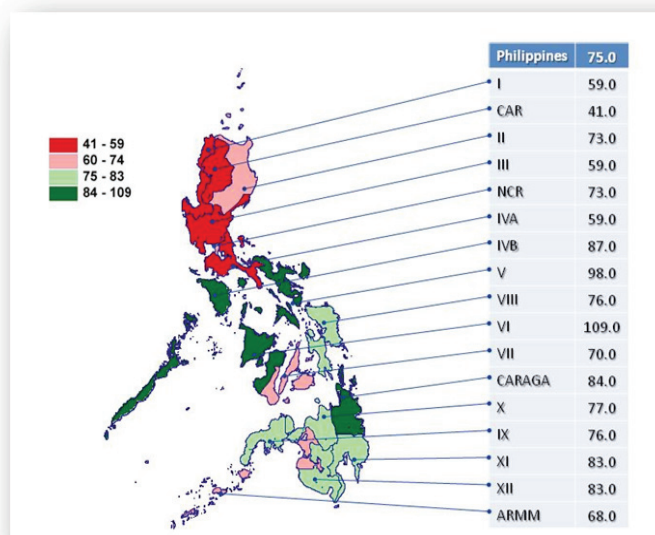 Philippines 75.0
I 59.0
CAR 41.0
41 - 59
II 73.0
60 - 74
III 59.0
75 - 83
NCR 73.0
84 - 109
IVA 59.0
IVB 87.0
V 98.0
VIII 76.0
VI 109.0
VII 70.0
CARAGA 84.0
X 77.0
IX 76.0
XI 83.0
XII 83.0
ARMM 68.0